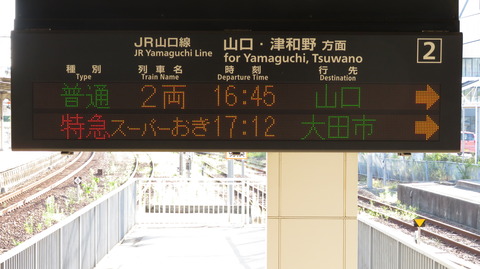 JR山口線 山口・津和野 方面 2
JR Yamaguchi Line for Yamaguchi, Tsuwano
種別 列車名 時刻 行先
Type Train Name Departure Time Destination
普通 2両 16:45 山口 →
特急 スーパーおき 17:12 大田市 →